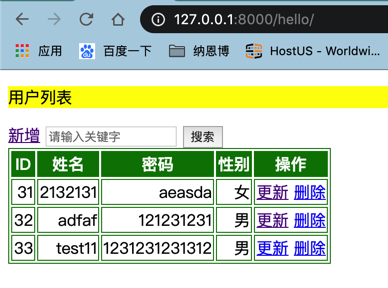 127.0.0.1:8000/hello/
应用 百度一下 纳恩博 HostUS - Worldwi
用户列表
新增 请输入关键字 搜索
ID 姓名 密码 性别 操作
31 2132131 aeasda 女 更新 删除
32 adfaf 121231231 男 更新 删除
33 test11 1231231231312 男 更新 删除